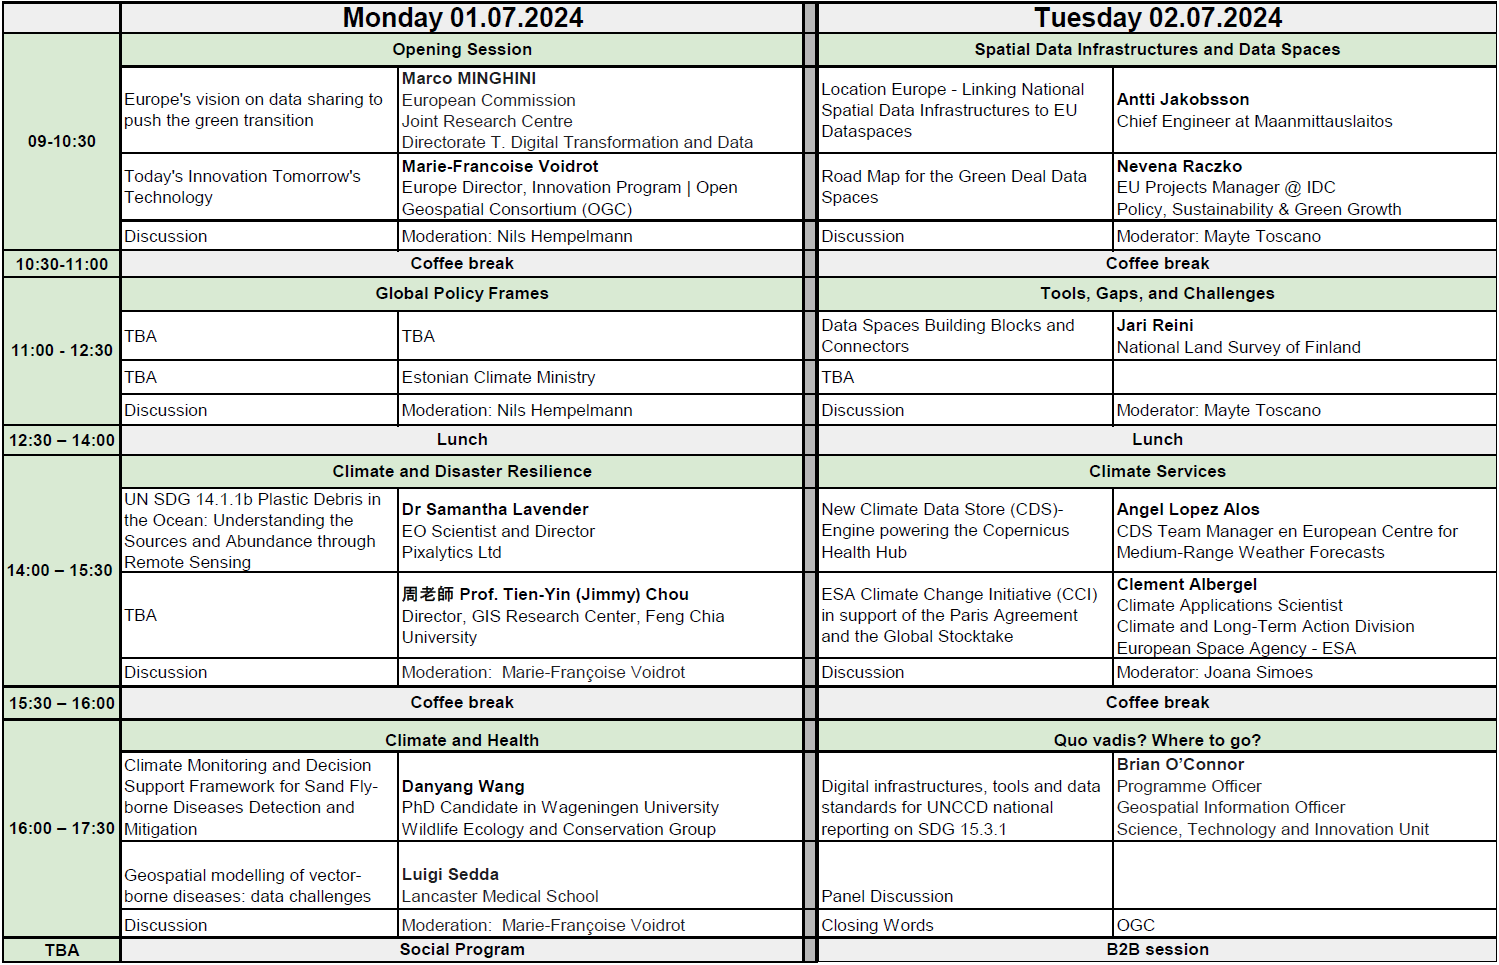 Monday 01.07.2024
Tuesday 02.07.2024
09-10:30
Opening Session
Europe's vision on data sharing to
push the green transition
Marco MINGHINI
European Commission
Joint Research Centre
Directorate T. Digital Transformation and Data
Today's Innovation Tomorrow's
Technology
Marie-Francoise Voidrot
Europe Director, Innovation Program | Open
Geospatial Consortium (OGC)
Discussion
Moderation: Nils Hempelmann
Spatial Data Infrastructures and Data Spaces
Location Europe - Linking National
Spatial Data Infrastructures to EU
Dataspaces
Antti Jakobsson
Chief Engineer at Maanmittauslaitos
Road Map for the Green Deal Data
Spaces
Nevena Raczko
EU Projects Manager @ IDC
Policy, Sustainability & Green Growth
Discussion
Moderator: Mayte Toscano
10:30-11:00
Coffee break
Coffee break
11:00 - 12:30
Global Policy Frames
TBA
TBA
TBA
Estonian Climate Ministry
Discussion
Moderation: Nils Hempelmann
Tools, Gaps, and Challenges
Data Spaces Building Blocks and
Connectors
Jari Reini
National Land Survey of Finland
TBA
Discussion
Moderator: Mayte Toscano
12:30 – 14:00
Lunch
Lunch
14:00 – 15:30
Climate and Disaster Resilience
UN SDG 14.1.1b Plastic Debris in
the Ocean: Understanding the
Sources and Abundance through
Remote Sensing
Dr Samantha Lavender
EO Scientist and Director
Pixalytics Ltd
TBA
周老師 Prof. Tien-Yin (Jimmy) Chou
Director, GIS Research Center, Feng Chia
University
Discussion
Moderation:  Marie-Françoise Voidrot
Climate Services
New Climate Data Store (CDS)-
Engine powering the Copernicus
Health Hub
Angel Lopez Alos
CDS Team Manager en European Centre for
Medium-Range Weather Forecasts
ESA Climate Change Initiative (CCI)
in support of the Paris Agreement
and the Global Stocktake
Clement Albergel
Climate Applications Scientist
Climate and Long-Term Action Division
European Space Agency - ESA
Discussion
Moderator: Joana Simoes
15:30 – 16:00
Coffee break
Coffee break
16:00 – 17:30
Climate and Health
Climate Monitoring and Decision
Support Framework for Sand Fly-
borne Diseases Detection and
Mitigation
Danyang Wang
PhD Candidate in Wageningen University
Wildlife Ecology and Conservation Group
Geospatial modelling of vector-
borne diseases: data challenges
Luigi Sedda
Lancaster Medical School
Discussion
Moderation:  Marie-Françoise Voidrot
Quo vadis? Where to go?
Digital infrastructures, tools and data
standards for UNCCD national
reporting on SDG 15.3.1
Brian O’Connor
Programme Officer
Geospatial Information Officer
Science, Technology and Innovation Unit
Panel Discussion
Closing Words
OGC
TBA
Social Program
B2B session